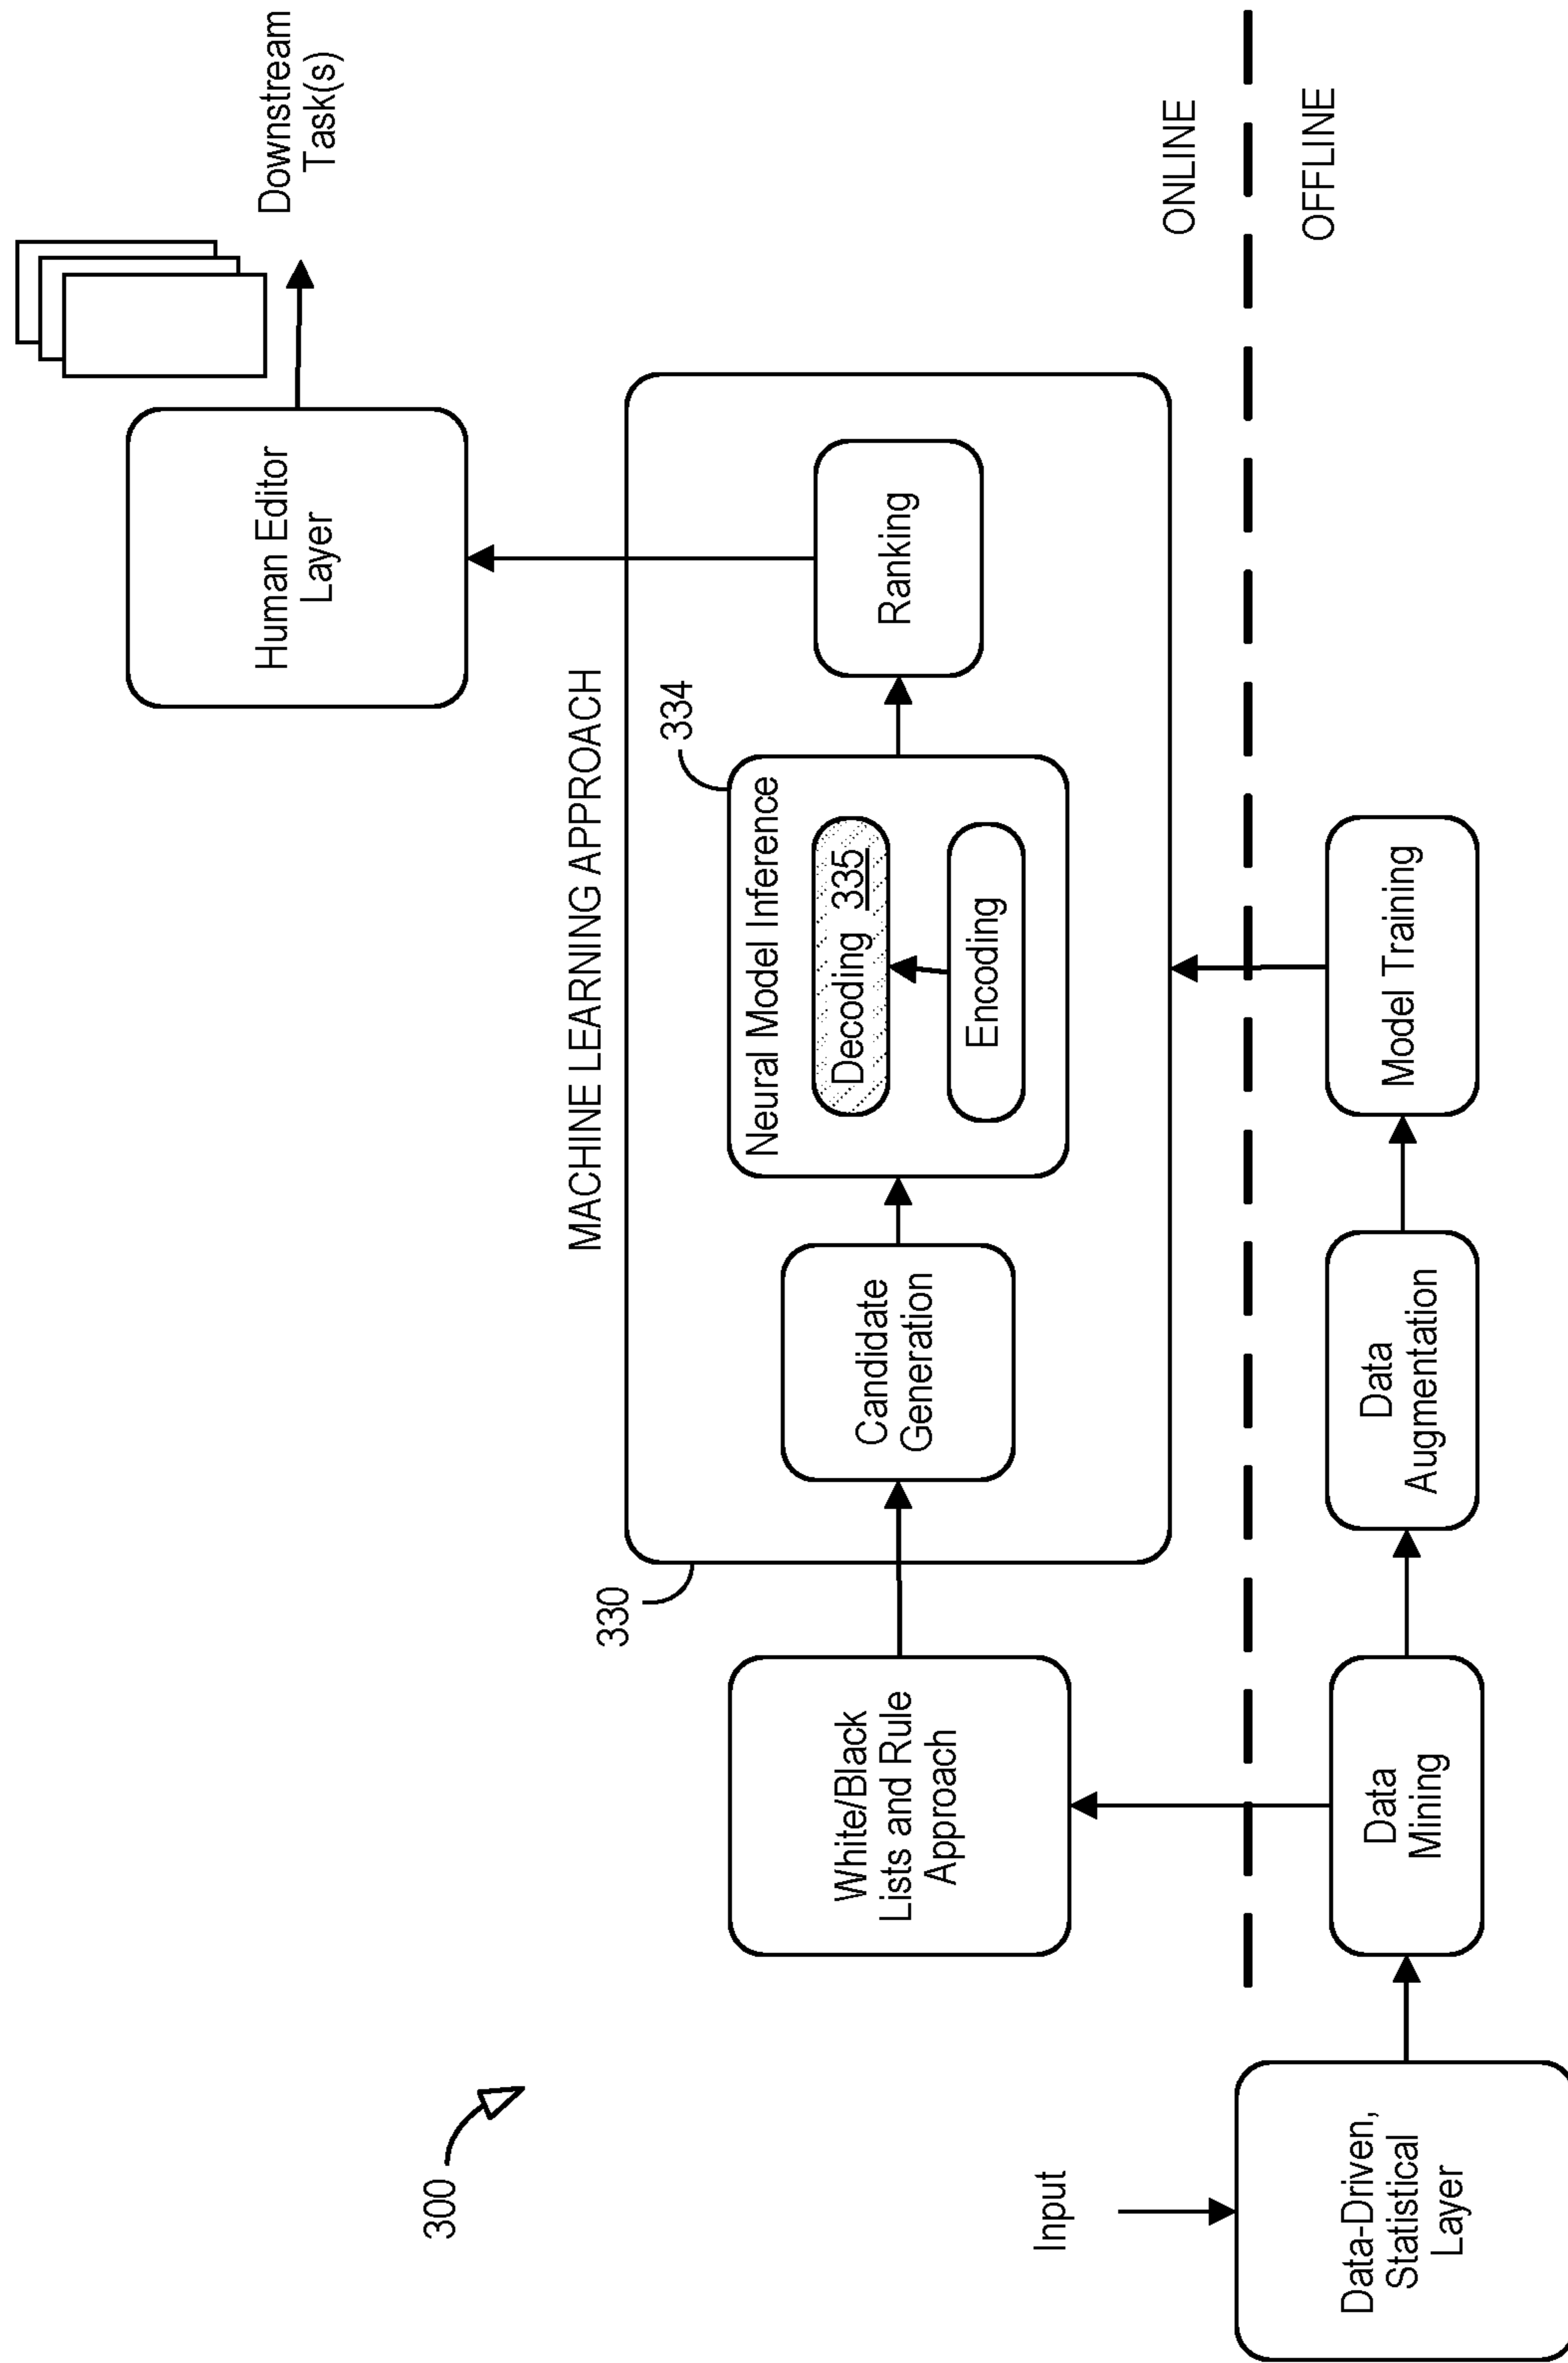 300
Input
Data-Driven,
Statistical
Layer
Data
Mining
Data
Augmentation
Model Training
White/Black
Lists and Rule
Approach
330
MACHINE LEARNING APPROACH
Candidate
Generation
334
Neural Model Inference
Decoding 335
Encoding
Ranking
Human Editor
Layer
Downstream
Task(s)
ONLINE
OFFLINE